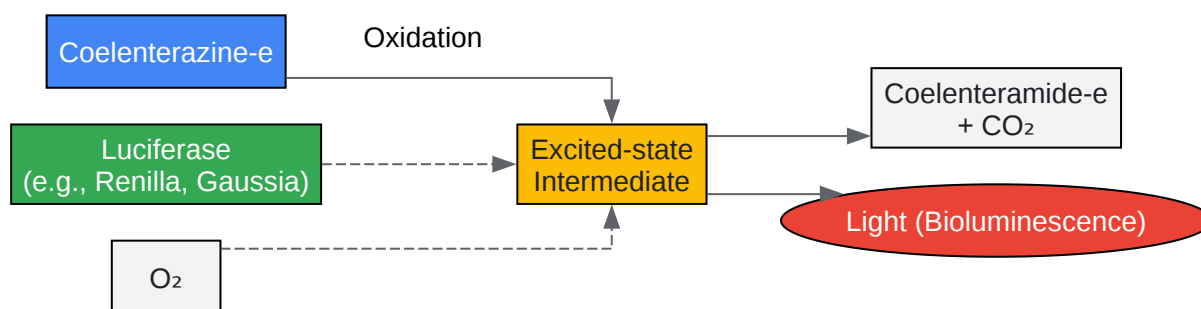 Coelenterazine-e
Oxidation
Luciferase
(e.g., Renilla, Gaussia)
O₂
Excited-state
Intermediate
Coelenteramide-e
+ CO₂
Light (Bioluminescence)